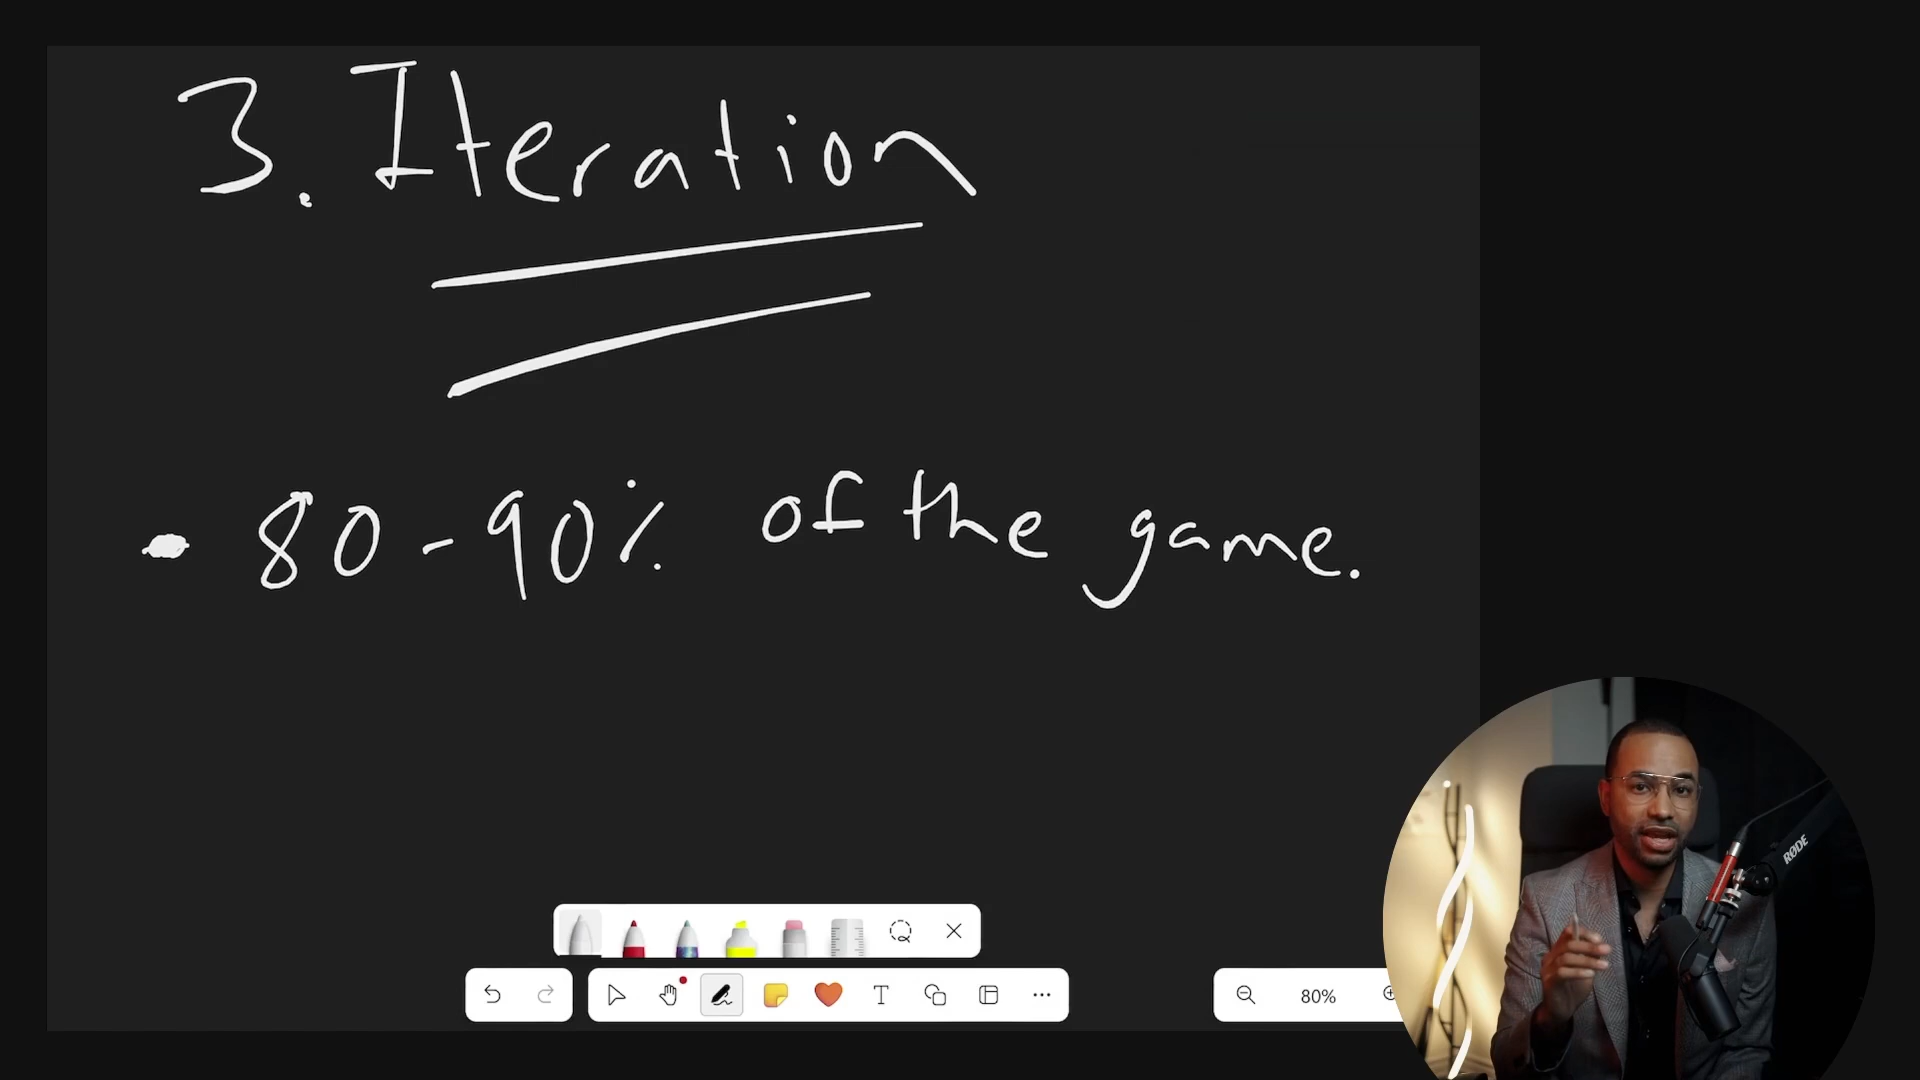 3. Iteration
80-90% of the game.
80%
RØDE